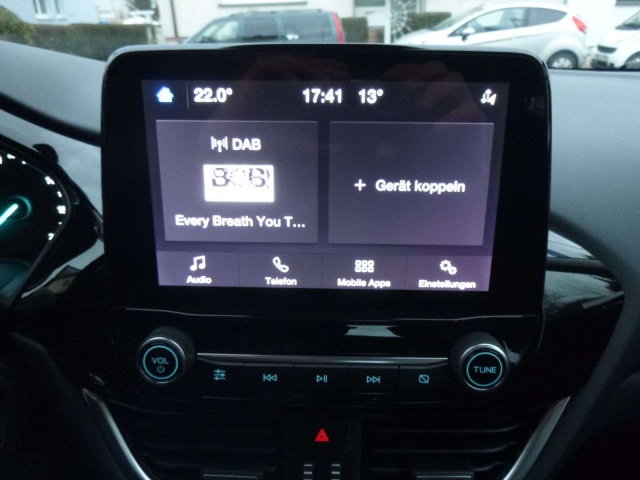 22.0° 17:41 13°
DAB
Every Breath You T...
+ Gerät koppeln
Audio Telefon Mobile Apps Einstellungen
VOL
TUNE